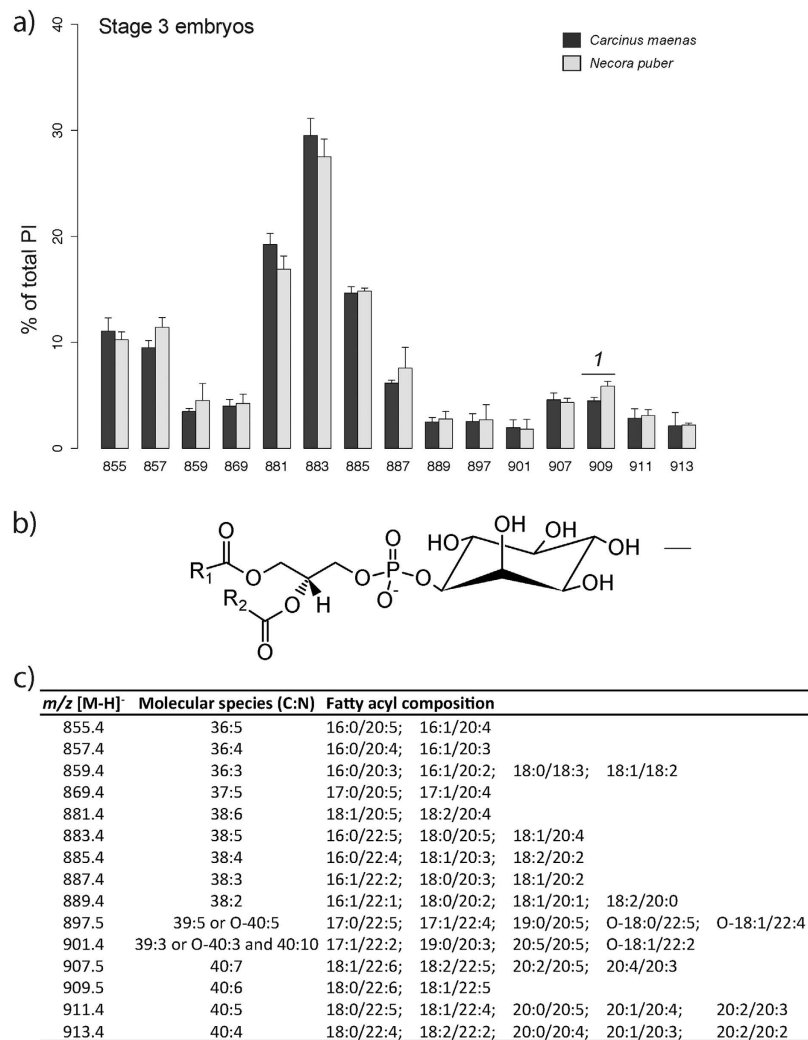 a) Stage 3 embryos
Carcinus maenas
Necora puber
% of total PI
40
30
20
10
0
1
855 857 859 869 881 883 885 887 889 897 901 907 909 911 913
b)
O
R1 O O O P O
R2 O H O-
O
HO OH OH OH OH
c)
m/z [M-H]- Molecular species (C:N) Fatty acyl composition
855.4 36:5 16:0/20:5; 16:1/20:4
857.4 36:4 16:0/20:4; 16:1/20:3
859.4 36:3 16:0/20:3; 16:1/20:2; 18:0/18:3; 18:1/18:2
869.4 37:5 17:0/20:5; 17:1/20:4
881.4 38:6 18:1/20:5; 18:2/20:4
883.4 38:5 16:0/22:5; 18:0/20:5; 18:1/20:4
885.4 38:4 16:0/22:4; 18:1/20:3; 18:2/20:2
887.4 38:3 16:1/22:2; 18:0/20:3; 18:1/20:2
889.4 38:2 16:1/22:1; 18:0/20:2; 18:1/20:1; 18:2/20:0
897.5 39:5 or O-40:5 17:0/22:5; 17:1/22:4; 19:0/20:5; O-18:0/22:5; O-18:1/22:4
901.4 39:3 or O-40:3 and 40:10 17:1/22:2; 19:0/20:3; 20:5/20:5; O-18:1/22:2
907.5 40:7 18:1/22:6; 18:2/22:5; 20:2/20:5; 20:4/20:3
909.5 40:6 18:0/22:6; 18:1/22:5
911.4 40:5 18:0/22:5; 18:1/22:4; 20:0/20:5; 20:1/20:4; 20:2/20:3
913.4 40:4 18:0/22:4; 18:2/22:2; 20:0/20:4; 20:1/20:3; 20:2/20:2